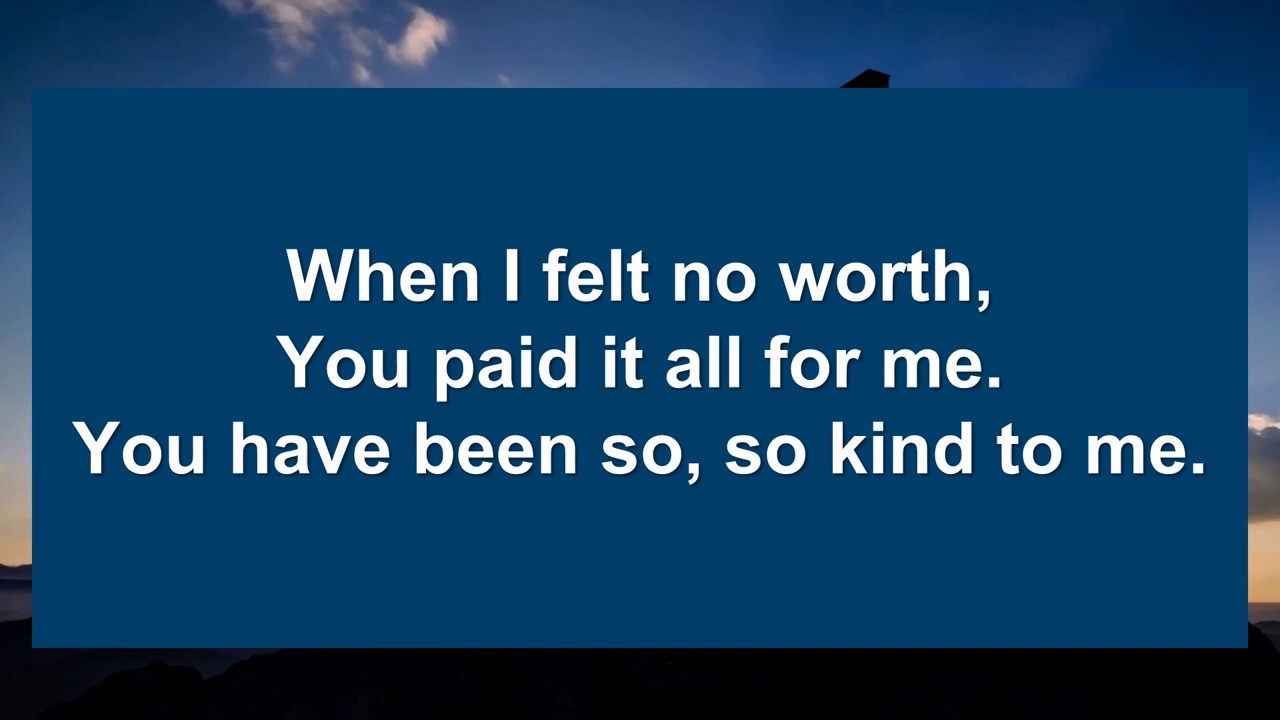 When I felt no worth,
You paid it all for me.
You have been so, so kind to me.